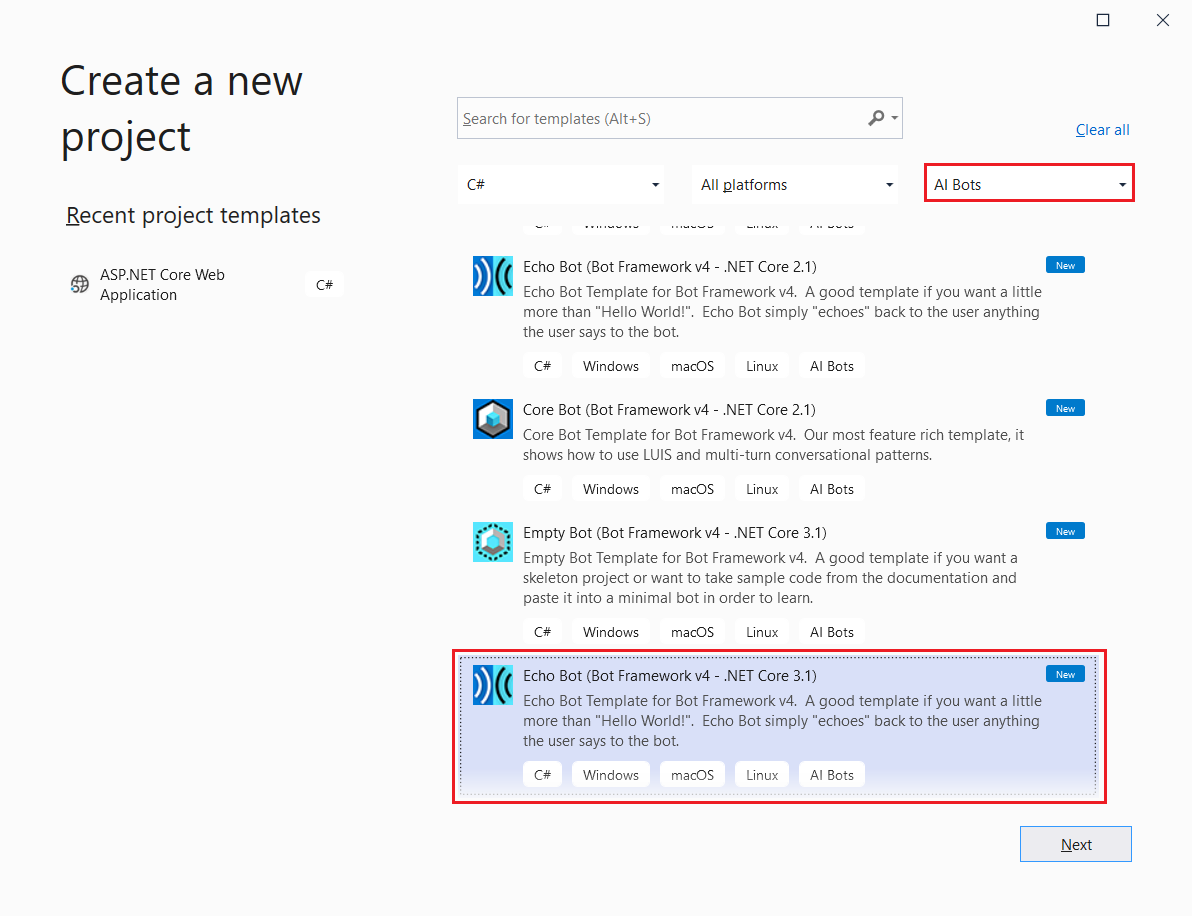 Create a new
project
Search for templates (Alt+S)
Clear all
C#
All platforms
AI Bots
Recent project templates
ASP.NET Core Web
Application
C#
C# Windows macOS Linux AI Bots
Echo Bot (Bot Framework v4 - .NET Core 2.1)
New
Echo Bot Template for Bot Framework v4.  A good template if you want a little
more than "Hello World!".  Echo Bot simply "echoes" back to the user anything
the user says to the bot.
C# Windows macOS Linux AI Bots
Core Bot (Bot Framework v4 - .NET Core 2.1)
New
Core Bot Template for Bot Framework v4.  Our most feature rich template, it
shows how to use LUIS and multi-turn conversational patterns.
C# Windows macOS Linux AI Bots
Empty Bot (Bot Framework v4 - .NET Core 3.1)
New
Empty Bot Template for Bot Framework v4.  A good template if you want a
skeleton project or want to take sample code from the documentation and
paste it into a minimal bot in order to learn.
C# Windows macOS Linux AI Bots
Echo Bot (Bot Framework v4 - .NET Core 3.1)
New
Echo Bot Template for Bot Framework v4.  A good template if you want a little
more than "Hello World!".  Echo Bot simply "echoes" back to the user anything
the user says to the bot.
C# Windows macOS Linux AI Bots
Next